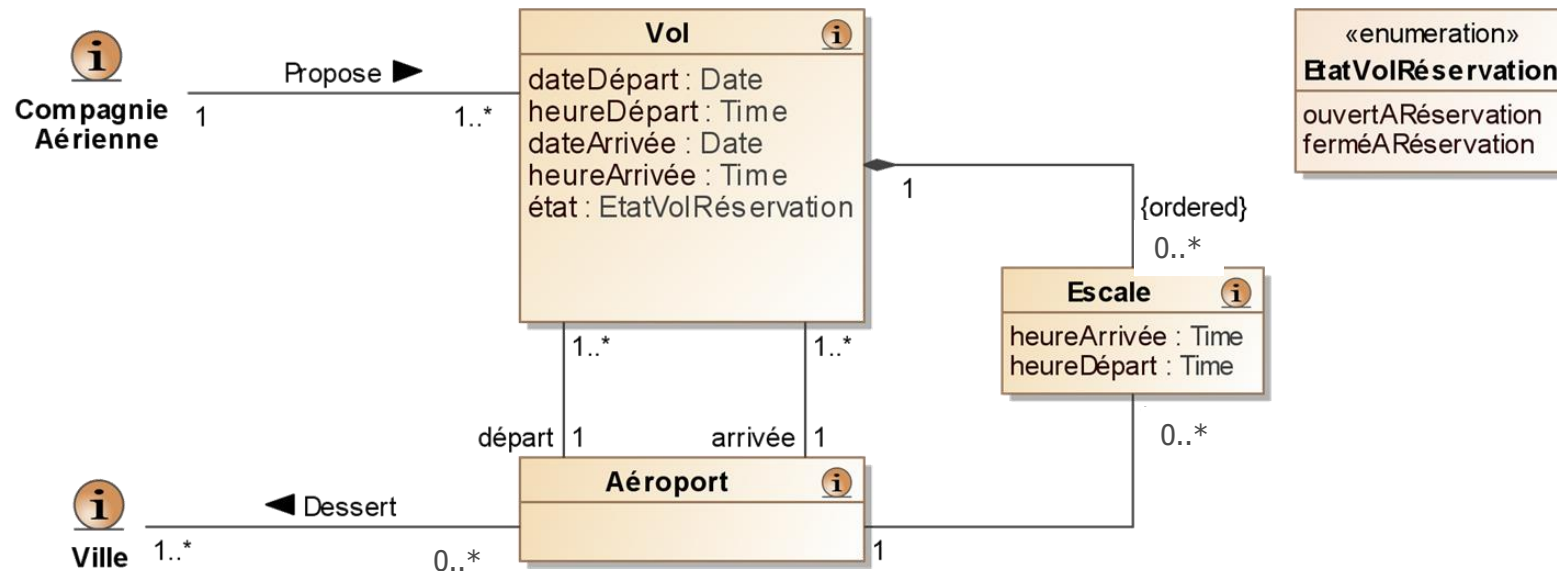 Compagnie
Aérienne
Propose
1
1..*
Vol
dateDépart : Date
heureDépart : Time
dateArrivée : Date
heureArrivée : Time
état : EtatVolRéservation
«enumeration»
EtatVolRéservation
ouvertARéservation
ferméARéservation
1
{ordered}
0..*
Escale
heureArrivée : Time
heureDépart : Time
1..*
1..*
départ 1
arrivée 1
0..*
Aéroport
Dessert
Ville
1..*
0..*
1